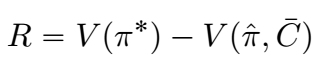 R = V(π*) − V(π̂, C̄)